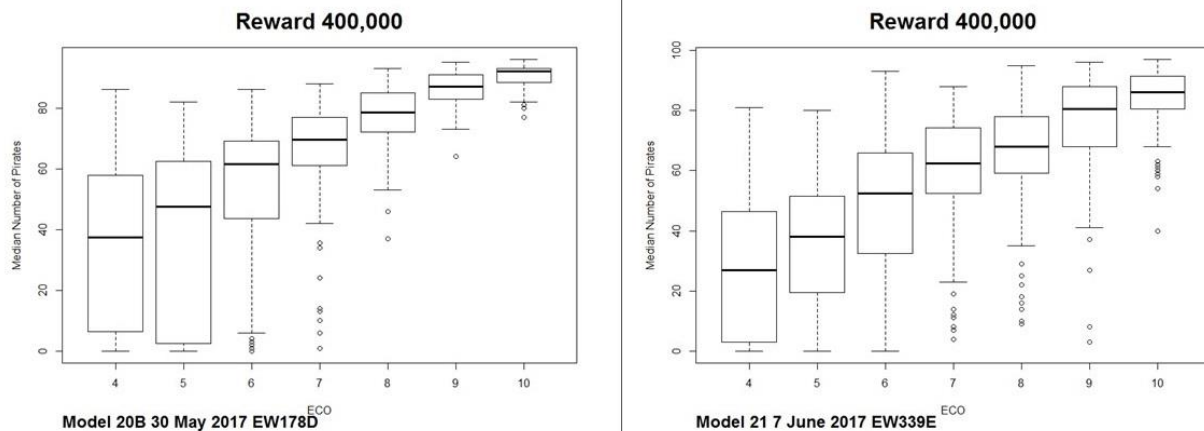 Reward 400,000
Median Number of Pirates
80
60
40
20
0
4 5 6 7 8 9 10
ECO
Model 20B 30 May 2017 EW178D
Reward 400,000
Median Number of Pirates
100
80
60
40
20
0
4 5 6 7 8 9 10
ECO
Model 21 7 June 2017 EW339E